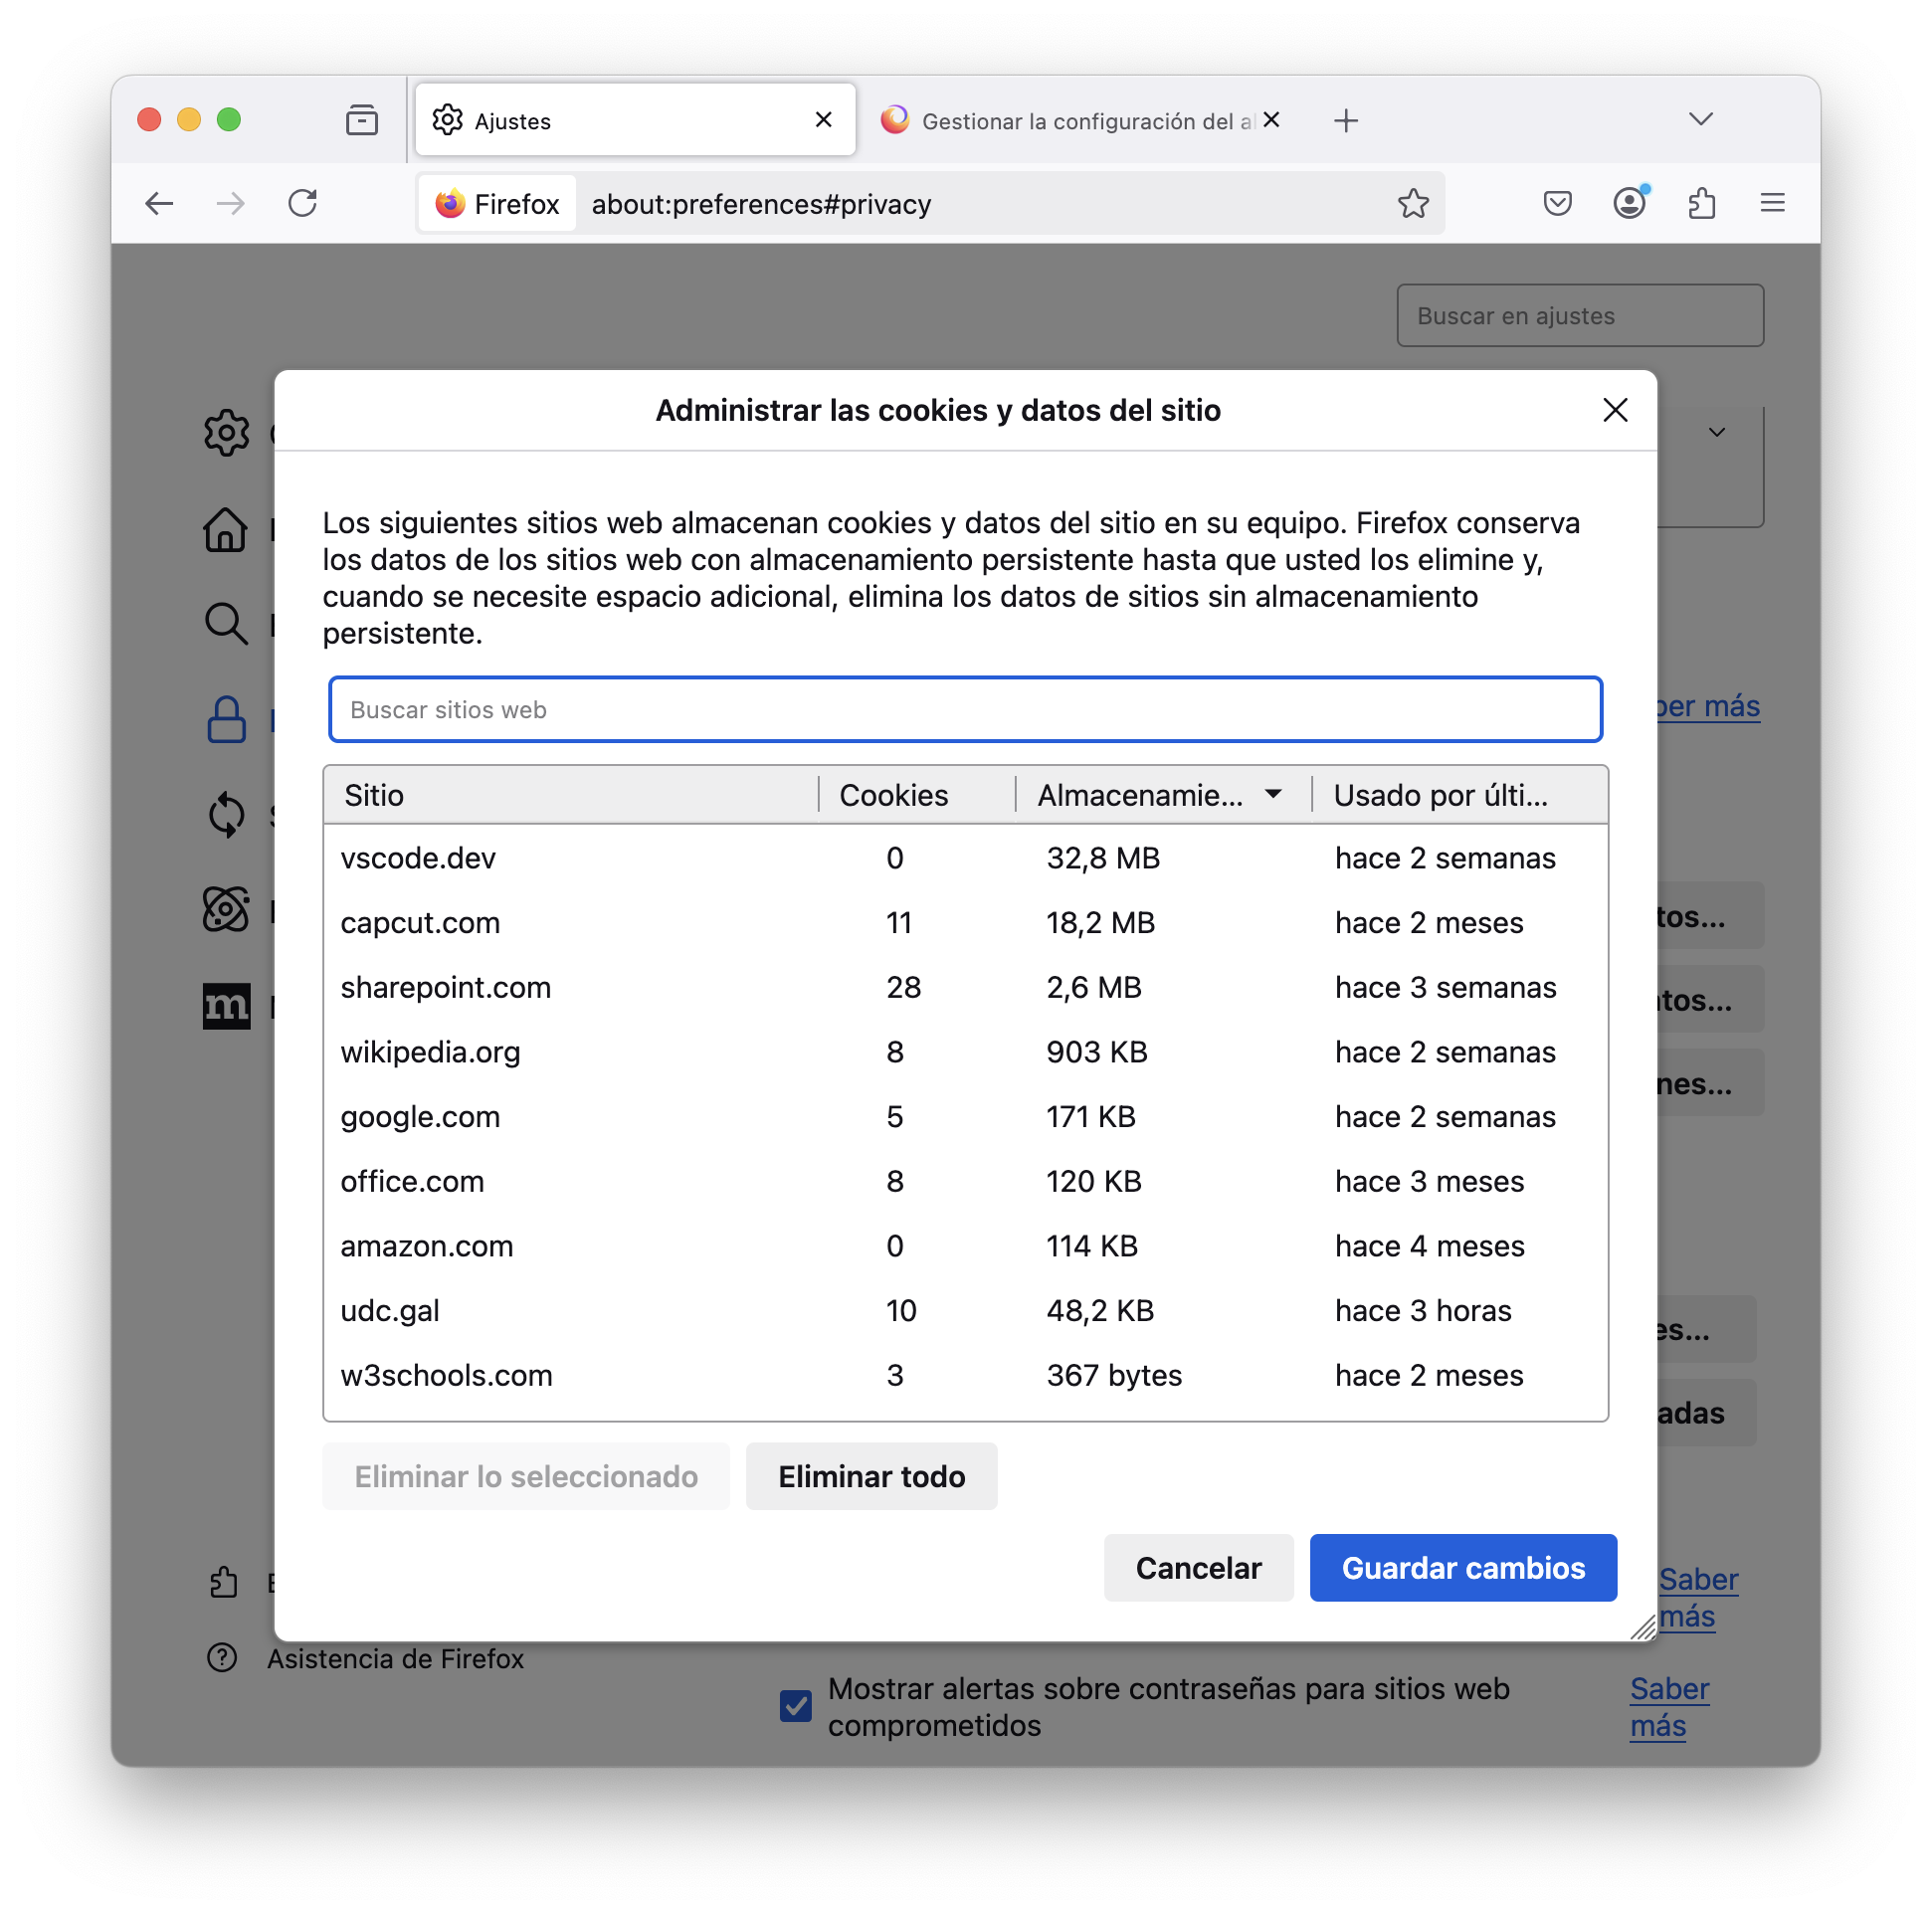 Ajustes
Gestionar la configuración del al
Firefox
about:preferences#privacy
Buscar en ajustes
Administrar las cookies y datos del sitio
Los siguientes sitios web almacenan cookies y datos del sitio en su equipo. Firefox conserva
los datos de los sitios web con almacenamiento persistente hasta que usted los elimine y,
cuando se necesite espacio adicional, elimina los datos de sitios sin almacenamiento
persistente.
Buscar sitios web
ber más
Sitio Cookies Almacenamie... Usado por últi...
vscode.dev 0 32,8 MB hace 2 semanas
capcut.com 11 18,2 MB hace 2 meses
tos...
sharepoint.com 28 2,6 MB hace 3 semanas
atos...
wikipedia.org 8 903 KB hace 2 semanas
nes...
google.com 5 171 KB hace 2 semanas
office.com 8 120 KB hace 3 meses
amazon.com 0 114 KB hace 4 meses
udc.gal 10 48,2 KB hace 3 horas
es...
w3schools.com 3 367 bytes hace 2 meses
adas
Eliminar lo seleccionado Eliminar todo
Cancelar Guardar cambios
Saber
más
Asistencia de Firefox
Mostrar alertas sobre contraseñas para sitios web
comprometidos
Saber
más